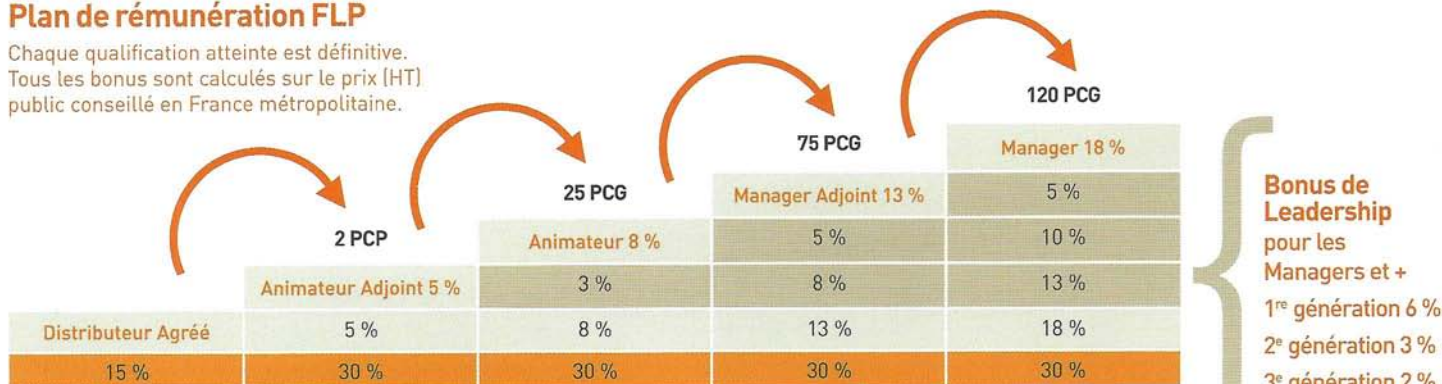 Plan de rémunération FLP
Chaque qualification atteinte est définitive.
Tous les bonus sont calculés sur le prix (HT)
public conseillé en France métropolitaine.
120 PCG
75 PCG
Manager 18 %
25 PCG
Manager Adjoint 13 %
5 %
2 PCP
Animateur 8 %
5 %
10 %
Animateur Adjoint 5 %
3 %
8 %
13 %
Distributeur Agréé
5 %
8 %
13 %
18 %
15 %
30 %
30 %
30 %
30 %
Bonus de
Leadership
pour les
Managers et +
1re génération 6 %
2e génération 3 %
3e génération 2 %